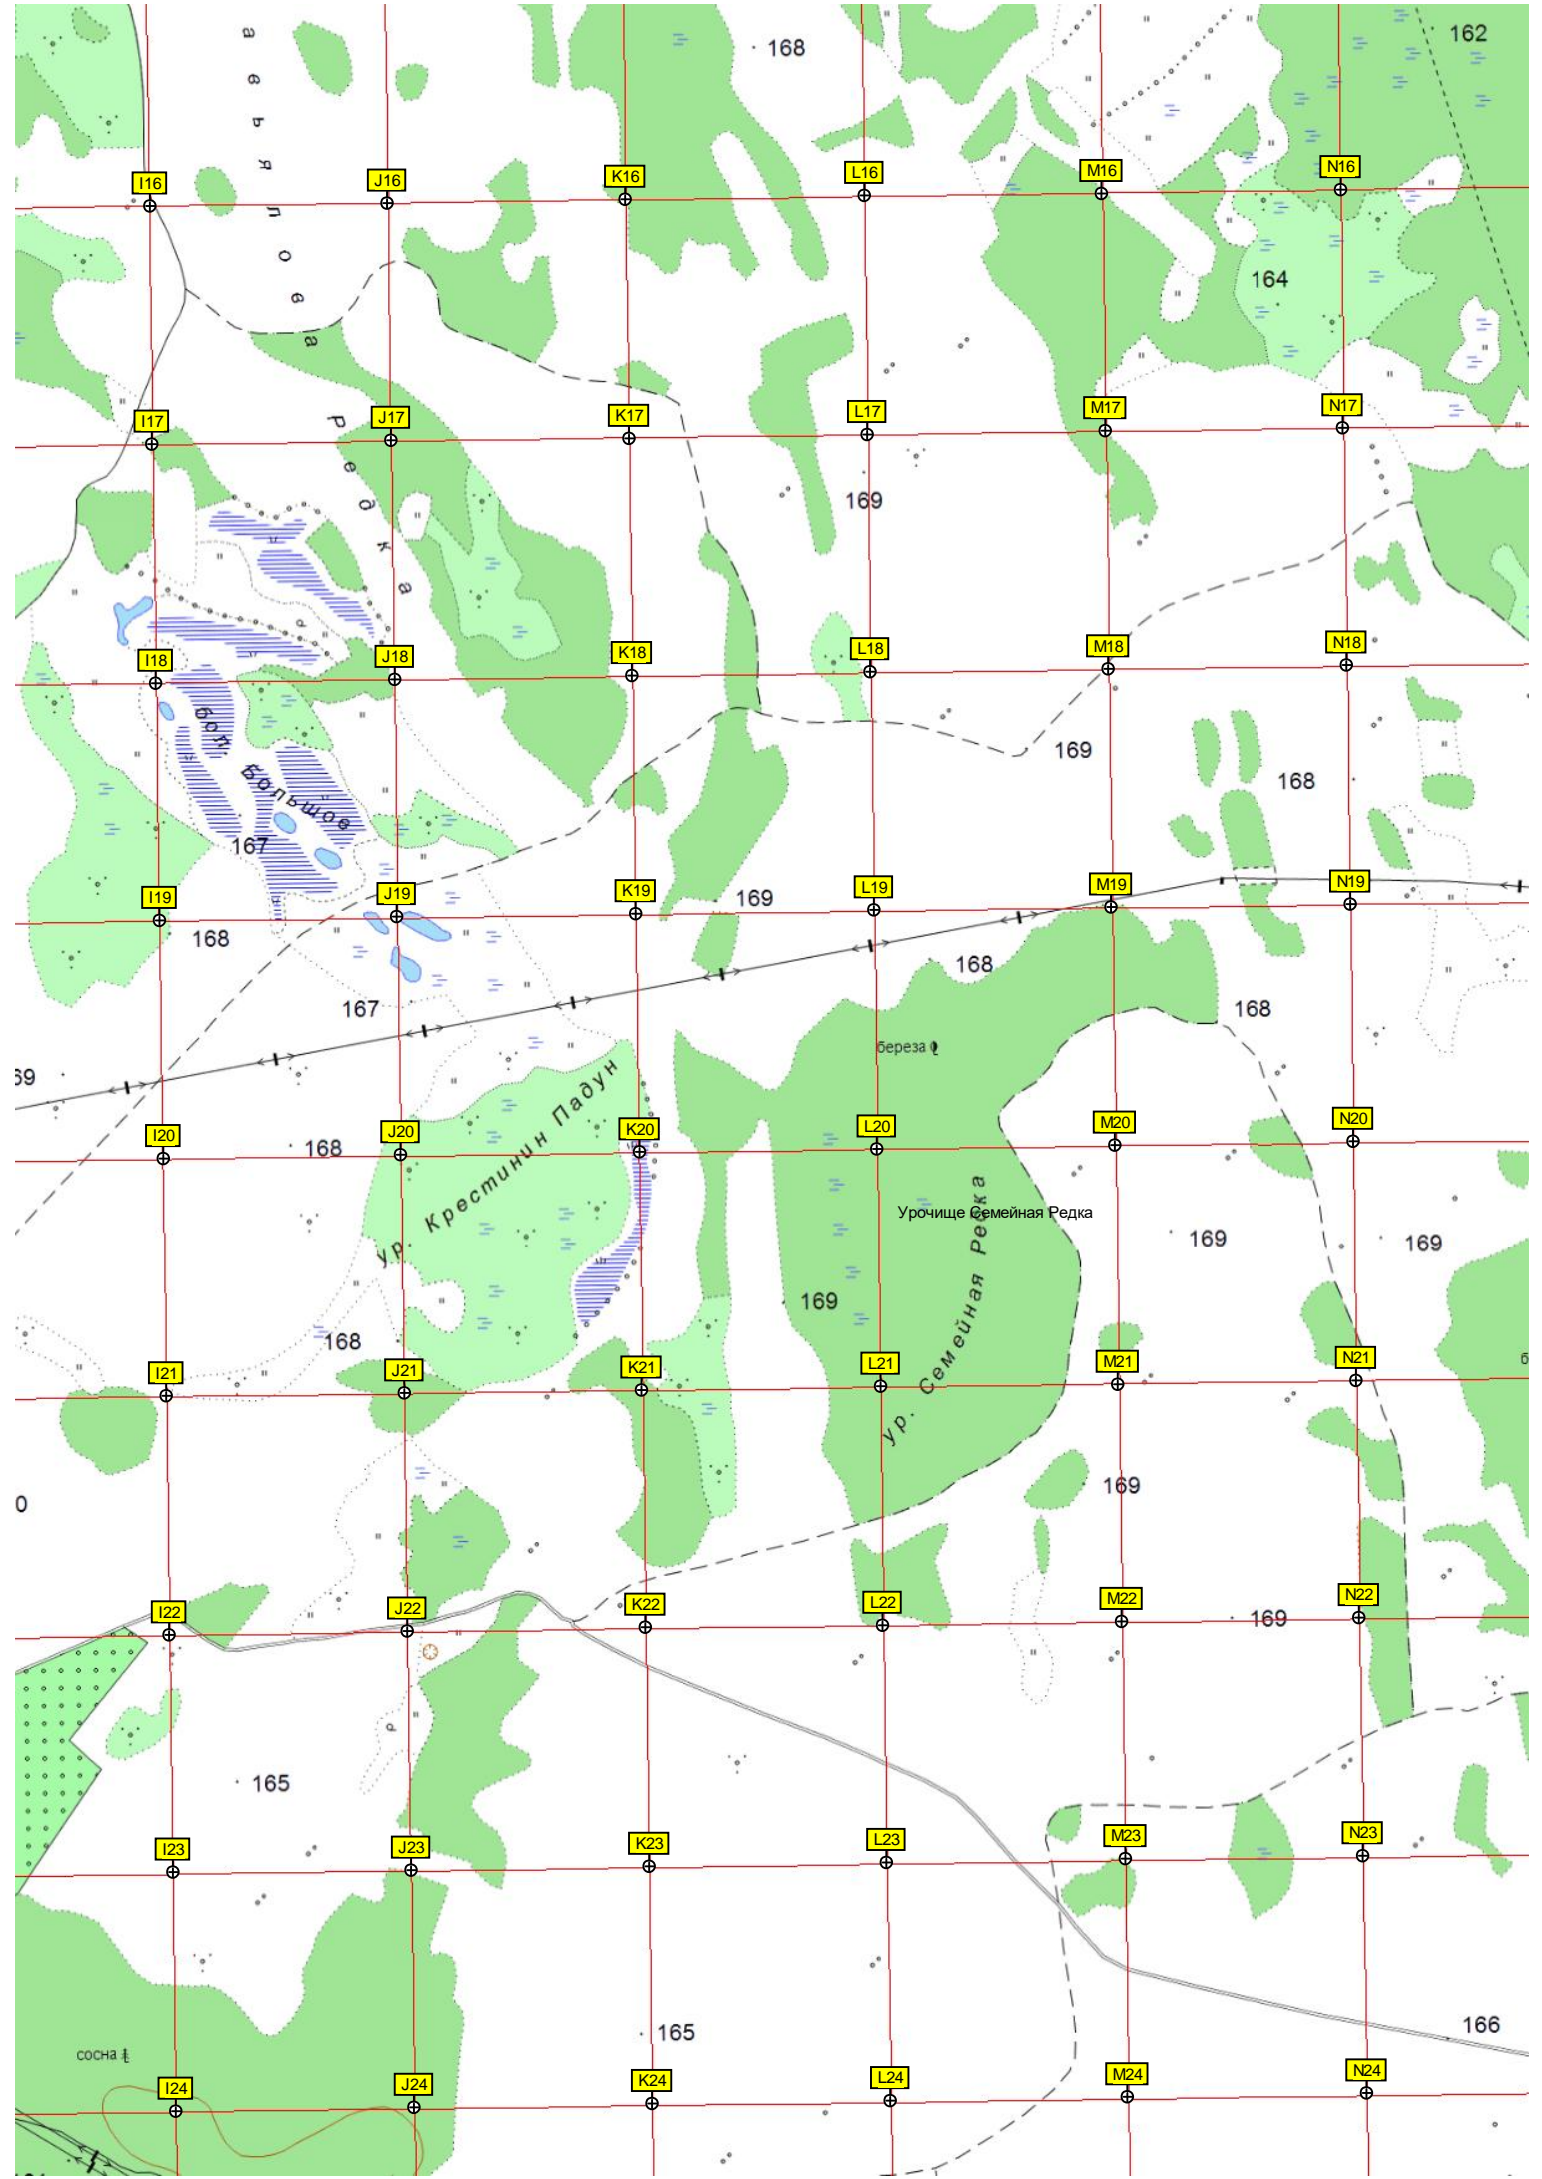 168
162
авьялова
I16
J16
K16
L16
M16
N16
164
I17
J17
K17
L17
M17
N17
Редка
169
I18
J18
K18
L18
M18
N18
бол. Большое
169
168
167
I19
J19
K19
L19
M19
N19
169
168
168
167
168
береза
69
I20
J20
K20
L20
M20
N20
168
ур. Крестинин Падун
Урочище Семейная Редка
ур. Семейная Редка
169
169
169
168
I21
J21
K21
L21
M21
N21
б
169
0
I22
J22
K22
L22
M22
N22
169
165
I23
J23
K23
L23
M23
N23
165
166
сосна
I24
J24
K24
L24
M24
N24